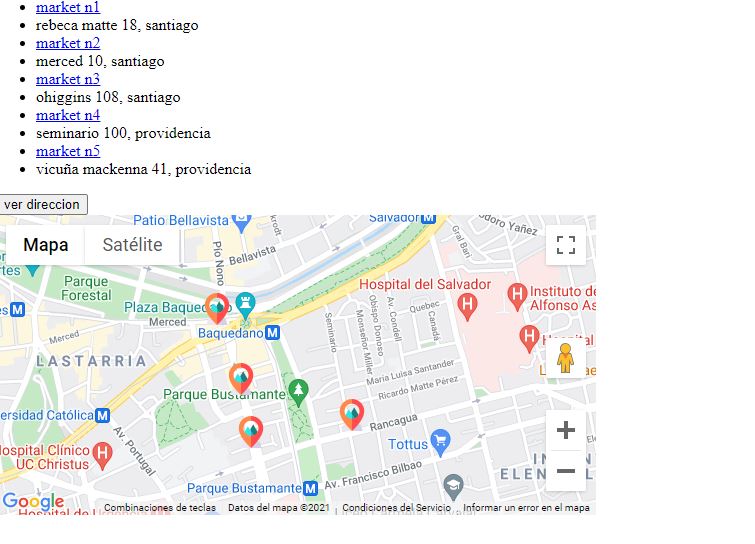 market n1
rebeca matte 18, santiago
market n2
merced 10, santiago
market n3
ohiggins 108, santiago
market n4
seminario 100, providencia
market n5
vicuña mackenna 41, providencia
ver direccion
Patio Bellavista
Salvador
M
Mapa
Satélite
Pío Nono
Bellavista
Gral Bari
Parque
Forestal
Hospital del Salvador
H
H
Instituto de
Alfonso As
Plaza Baquedano
Merced
Merced
Baquedano
M
M
Seminario
Monseñor Miller
Obispo Donoso
Av. Condell
Quebec
Canadá
H
Hospital
LASTARRIA
María Luisa Santander
Ricardo Matte Pérez
Parque Bustamante
ersidad Católica
M
Rancagua
Av. Portugal
Tottus
ospital Clínico
UC Christus
H
Av. Francisco Bilbao
Parque Bustamante
M
Google
Combinaciones de teclas
Datos del mapa ©2021
Condiciones del Servicio
Informar un error en el mapa